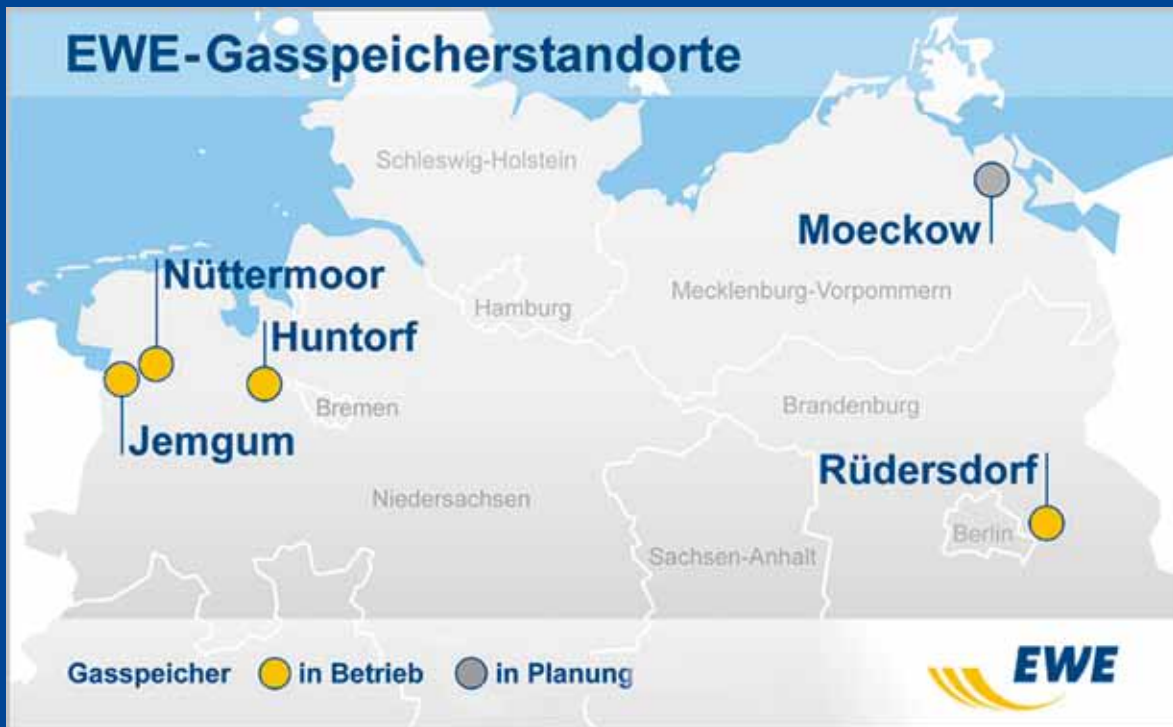 EWE-Gasspeicherstandorte
Schleswig-Holstein
Moeckow
Nüttermoor
Mecklenburg-Vorpommern
Hamburg
Huntorf
Bremen
Brandenburg
Jemgum
Rüdersdorf
Niedersachsen
Berlin
Sachsen-Anhalt
Gasspeicher in Betrieb in Planung
EWE